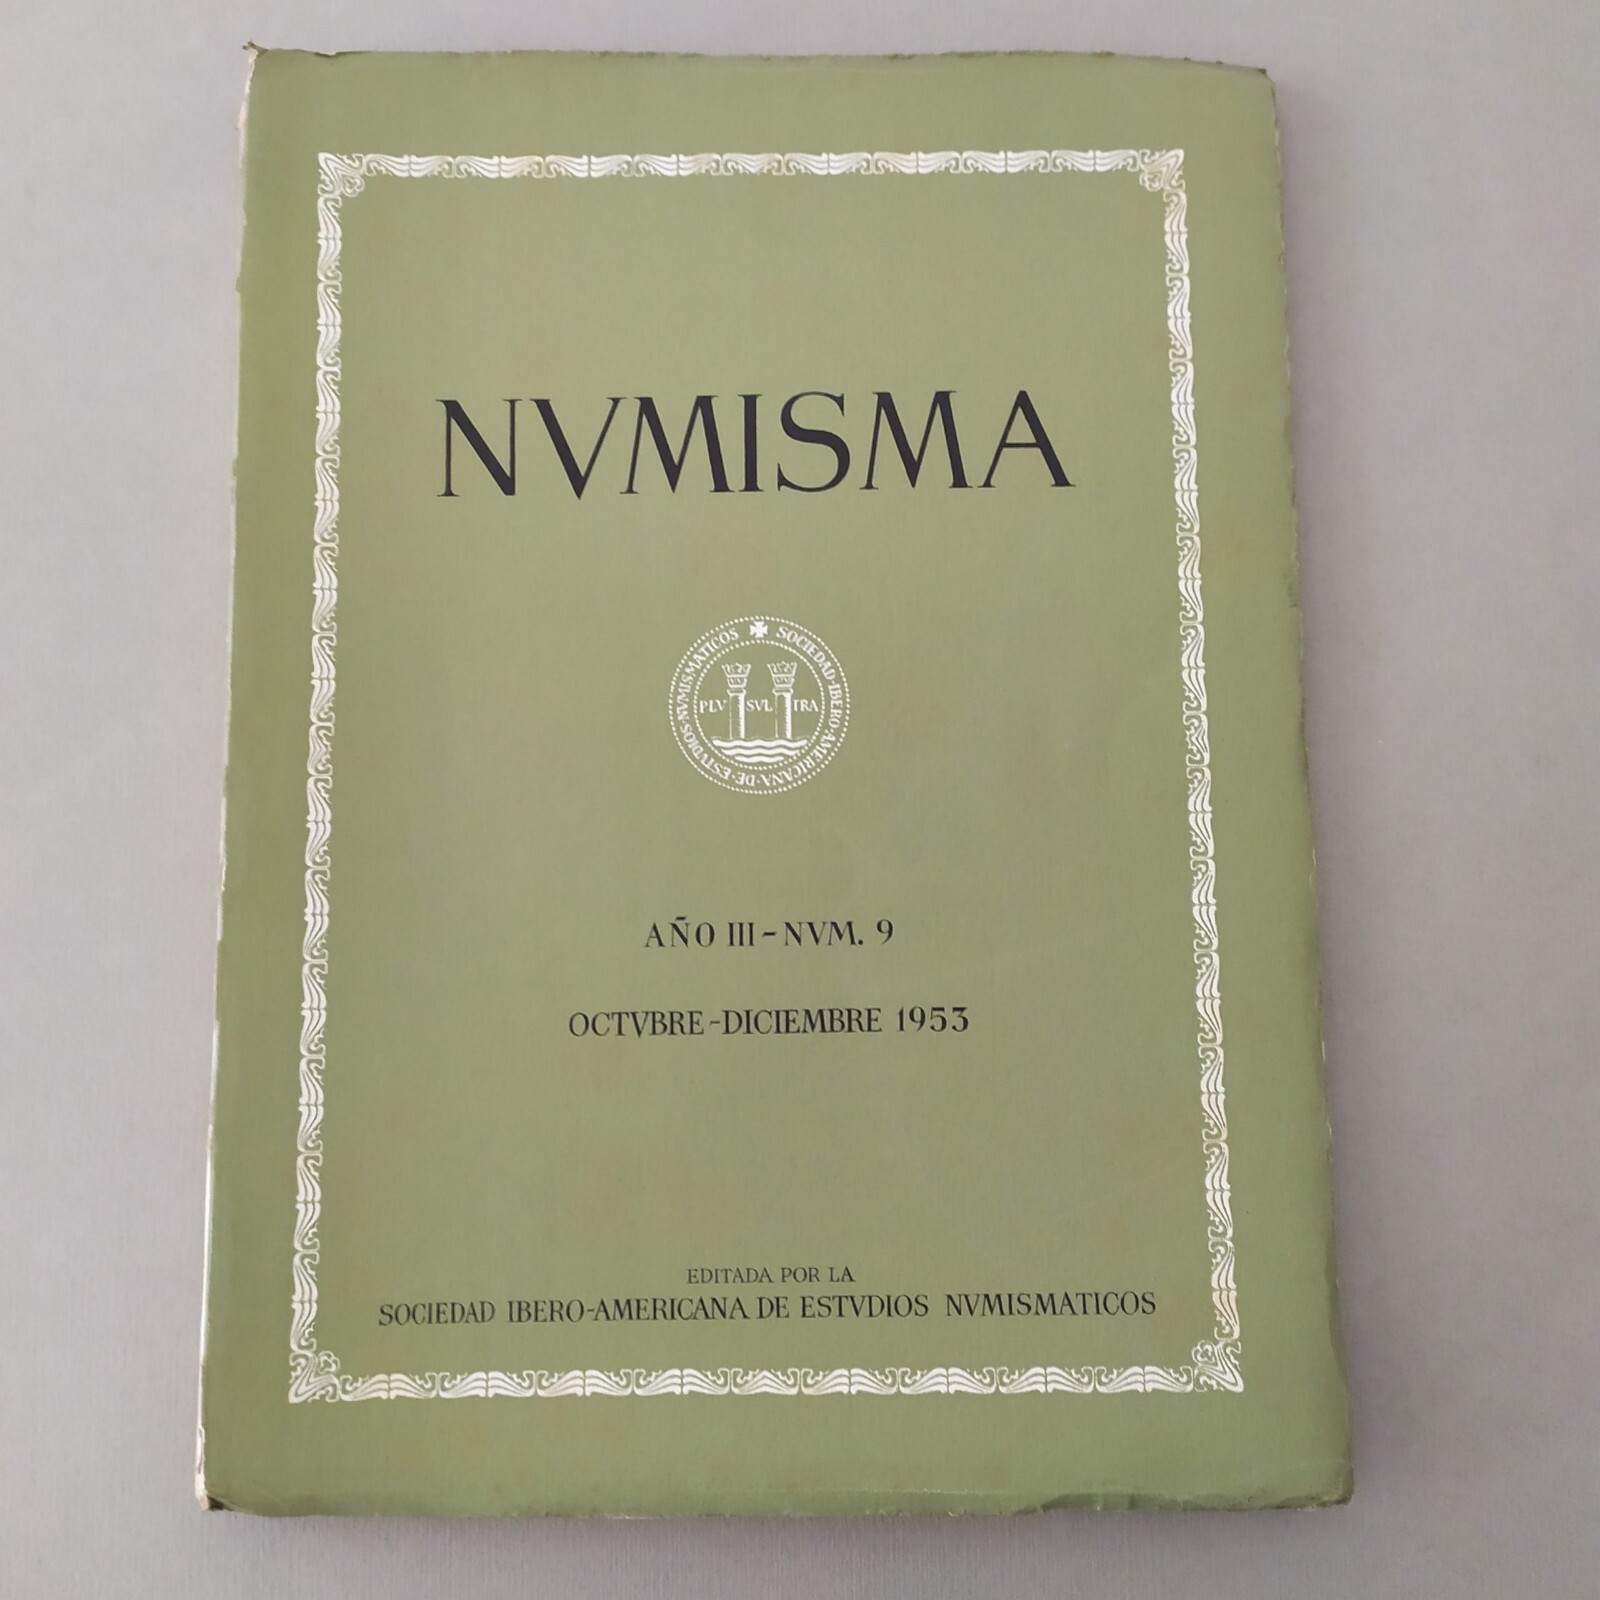 NVMISMA
SOCIEDAD·IBERO-AMERICANA·DE·ESTVDIOS·NVMISMATICOS
PLV SVL TRA
AÑO III-NVM. 9
OCTVBRE-DICIEMBRE 1953
EDITADA POR LA
SOCIEDAD IBERO-AMERICANA DE ESTVDIOS NVMISMATICOS